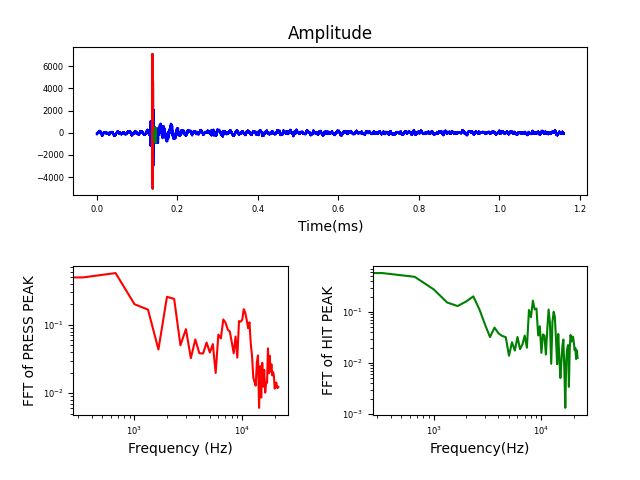 Amplitude
6000
4000
2000
0
−2000
−4000
0.0 0.2 0.4 0.6 0.8 1.0 1.2
Time(ms)
FFT of PRESS PEAK
10⁻¹
10⁻²
10³ 10⁴
Frequency (Hz)
FFT of HIT PEAK
10⁻¹
10⁻²
10⁻³
10³ 10⁴
Frequency(Hz)